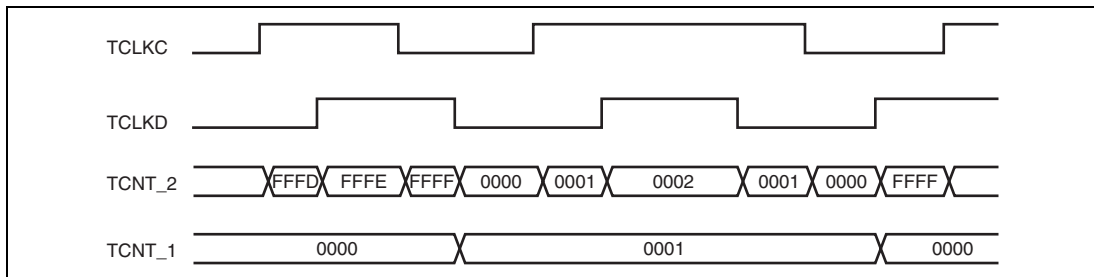 TCLKC
TCLKD
TCNT_2 FFFD FFFE FFFF 0000 0001 0002 0001 0000 FFFF
TCNT_1 0000 0001 0000